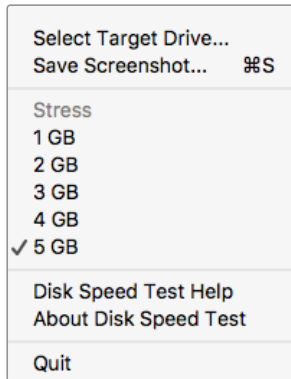 Select Target Drive...
Save Screenshot... ⌘S
Stress
1 GB
2 GB
3 GB
4 GB
✓ 5 GB
Disk Speed Test Help
About Disk Speed Test
Quit